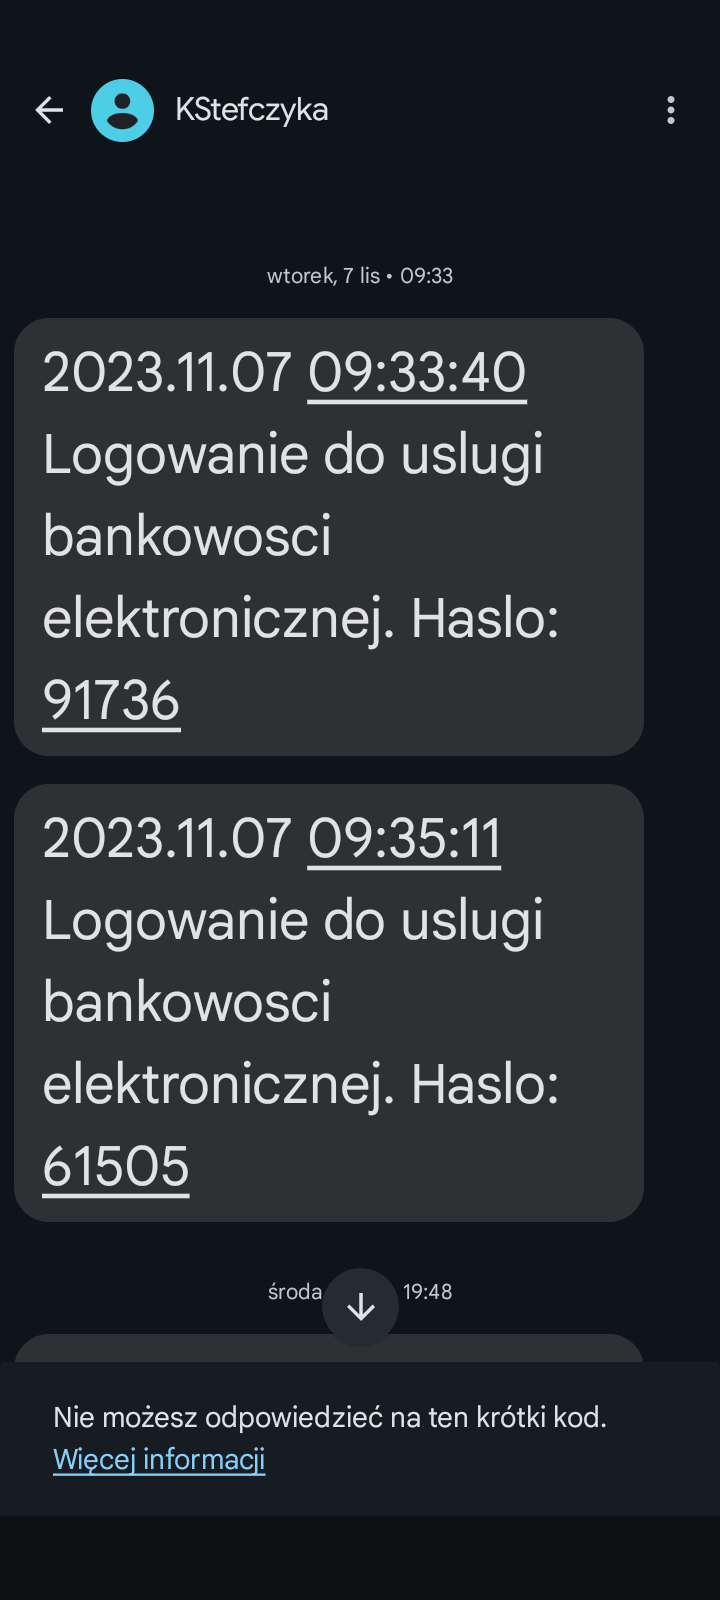 KStefczyka
wtorek, 7 lis • 09:33
2023.11.07 09:33:40
Logowanie do uslugi
bankowosci
elektronicznej. Haslo:
91736
2023.11.07 09:35:11
Logowanie do uslugi
bankowosci
elektronicznej. Haslo:
61505
środa 19:48
Nie możesz odpowiedzieć na ten krótki kod.
Więcej informacji